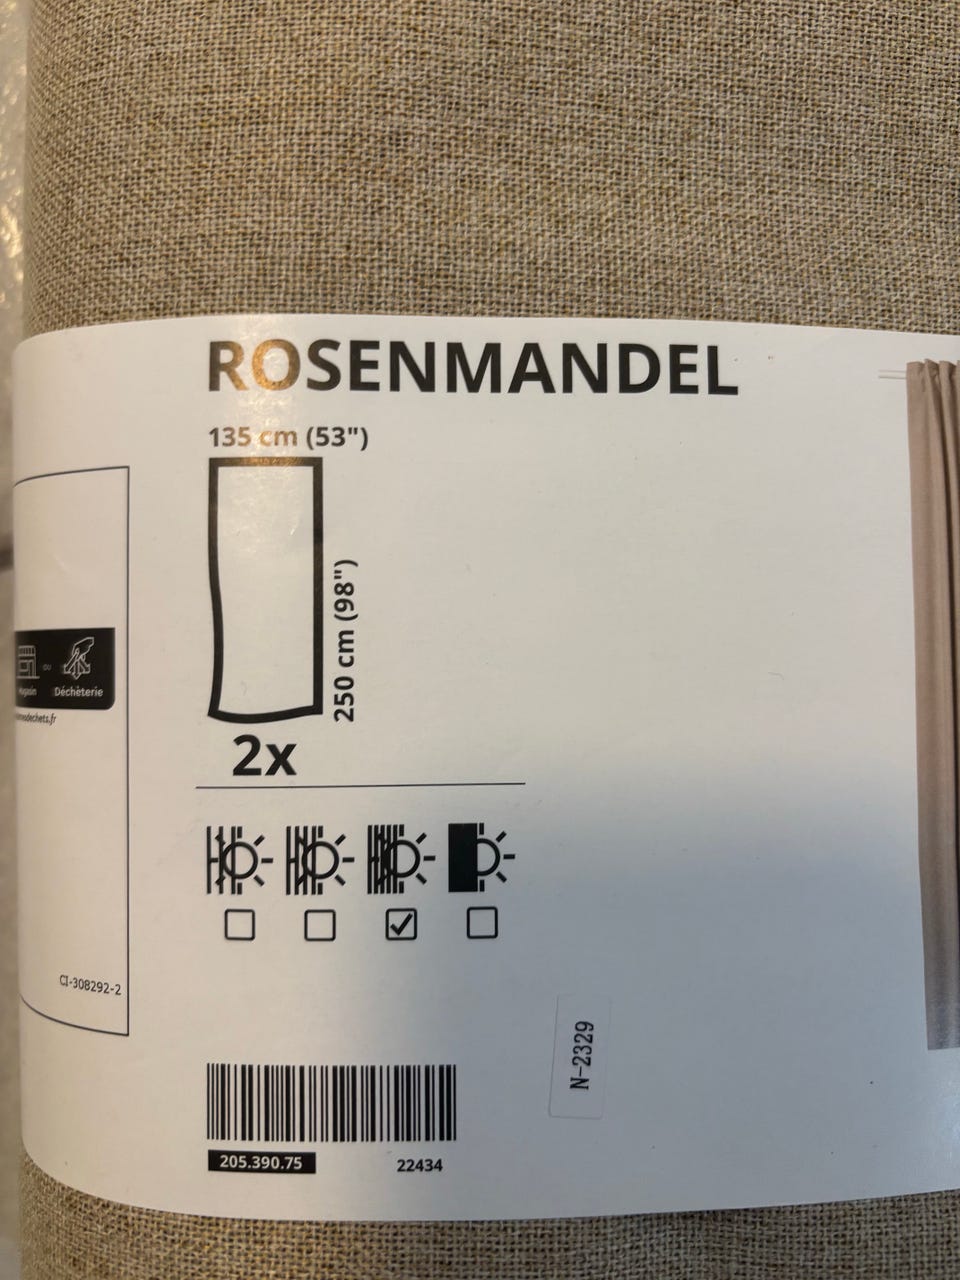 ROSENMANDEL
135 cm (53")
250 cm (98")
2x
OU
Magasin
Déchèterie
CI-308292-2
N-2329
205.390.75
22434